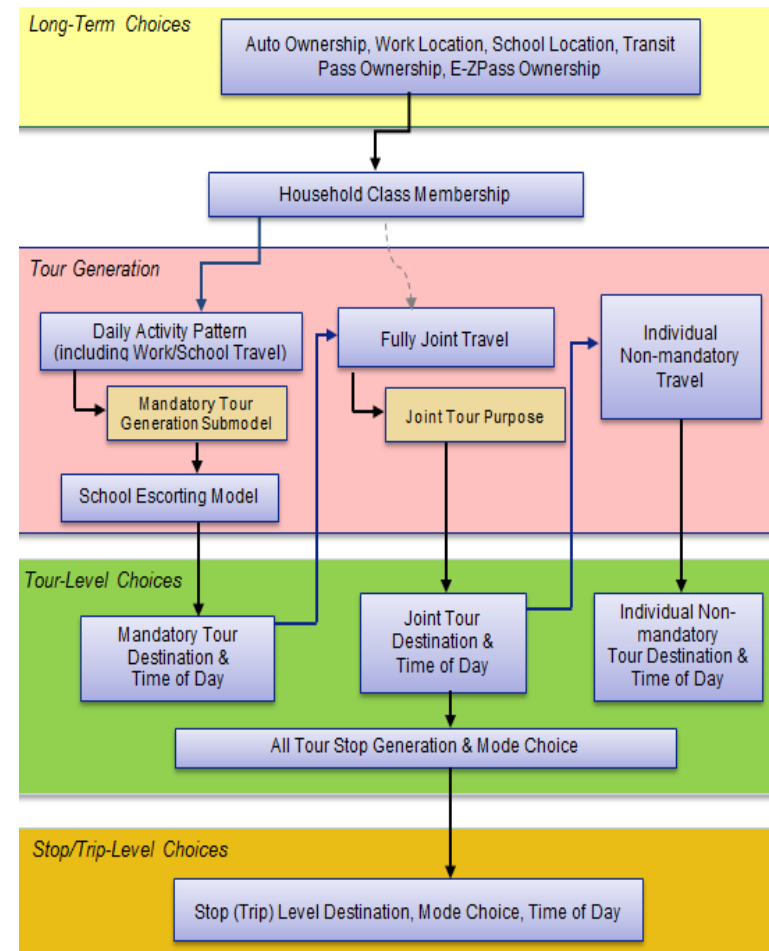 Long-Term Choices
Auto Ownership, Work Location, School Location, Transit
Pass Ownership, E-ZPass Ownership
Household Class Membership
Tour Generation
Daily Activity Pattern
(including Work/School Travel)
Fully Joint Travel
Individual
Non-mandatory
Travel
Mandatory Tour
Generation Submodel
Joint Tour Purpose
School Escorting Model
Tour-Level Choices
Mandatory Tour
Destination &
Time of Day
Joint Tour
Destination &
Time of Day
Individual Non-
mandatory
Tour Destination &
Time of Day
All Tour Stop Generation & Mode Choice
Stop/Trip-Level Choices
Stop (Trip) Level Destination, Mode Choice, Time of Day